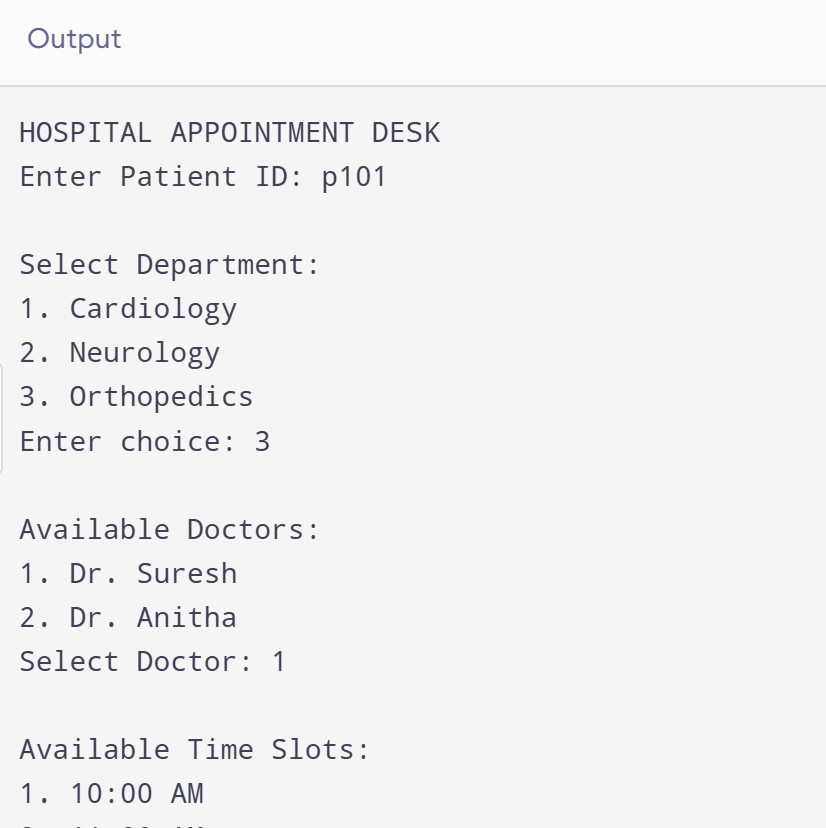 Output
HOSPITAL APPOINTMENT DESK
Enter Patient ID: p101
Select Department:
1. Cardiology
2. Neurology
3. Orthopedics
Enter choice: 3
Available Doctors:
1. Dr. Suresh
2. Dr. Anitha
Select Doctor: 1
Available Time Slots:
1. 10:00 AM